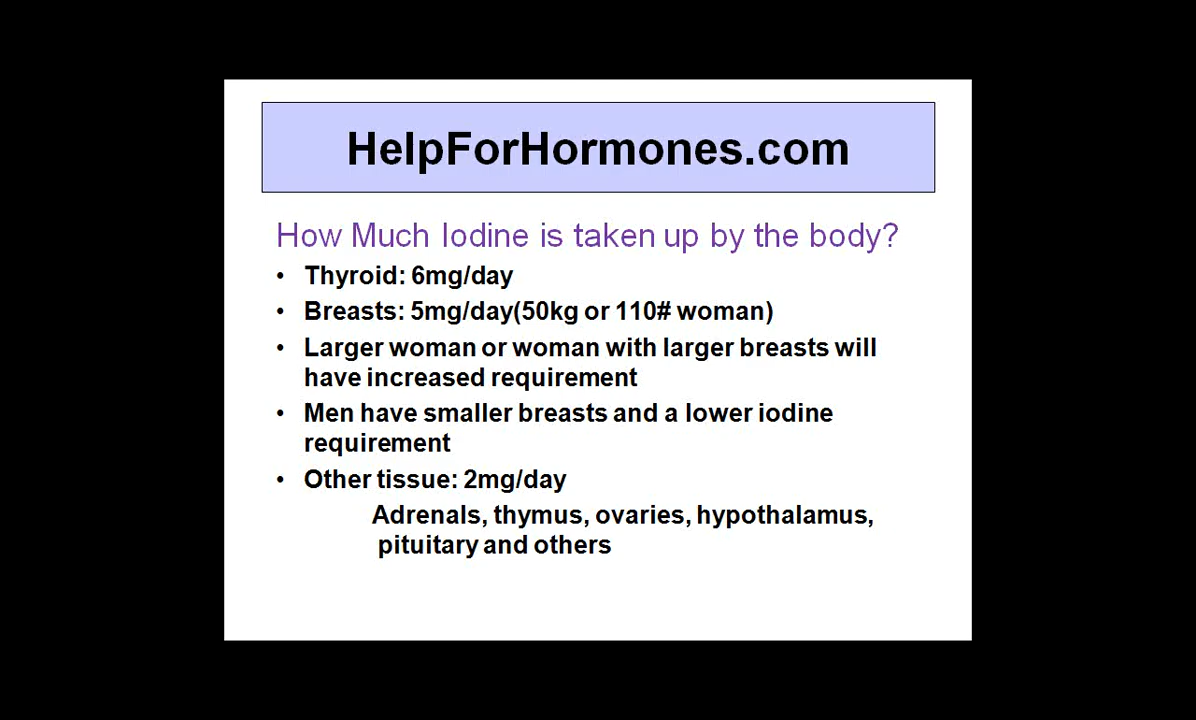 HelpForHormones.com
How Much Iodine is taken up by the body?
• Thyroid: 6mg/day
• Breasts: 5mg/day(50kg or 110# woman)
• Larger woman or woman with larger breasts will
have increased requirement
• Men have smaller breasts and a lower iodine
requirement
• Other tissue: 2mg/day
Adrenals, thymus, ovaries, hypothalamus,
pituitary and others